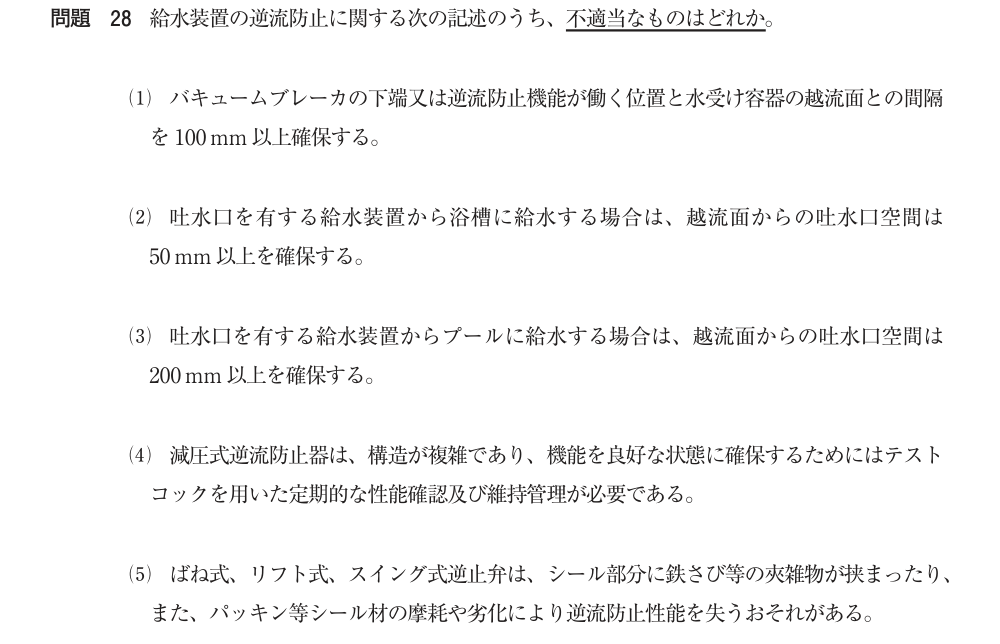 問題 28 給水装置の逆流防止に関する次の記述のうち、不適当なものはどれか。
(1) バキュームブレーカの下端又は逆流防止機能が働く位置と水受け容器の越流面との間隔
を 100 mm 以上確保する。
(2) 吐水口を有する給水装置から浴槽に給水する場合は、越流面からの吐水口空間は
50 mm 以上を確保する。
(3) 吐水口を有する給水装置からプールに給水する場合は、越流面からの吐水口空間は
200 mm 以上を確保する。
(4) 減圧式逆流防止器は、構造が複雑であり、機能を良好な状態に確保するためにはテスト
コックを用いた定期的な性能確認及び維持管理が必要である。
(5) ばね式、リフト式、スイング式逆止弁は、シール部分に鉄さび等の夾雑物が挟まったり、
また、パッキン等シール材の摩耗や劣化により逆流防止性能を失うおそれがある。